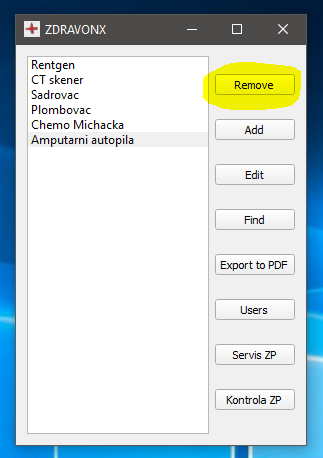 ZDRAVONX
Rentgen
CT skener
Sadrovac
Plombovac
Chemo Michacka
Amputarni autopila
Remove
Add
Edit
Find
Export to PDF
Users
Servis ZP
Kontrola ZP